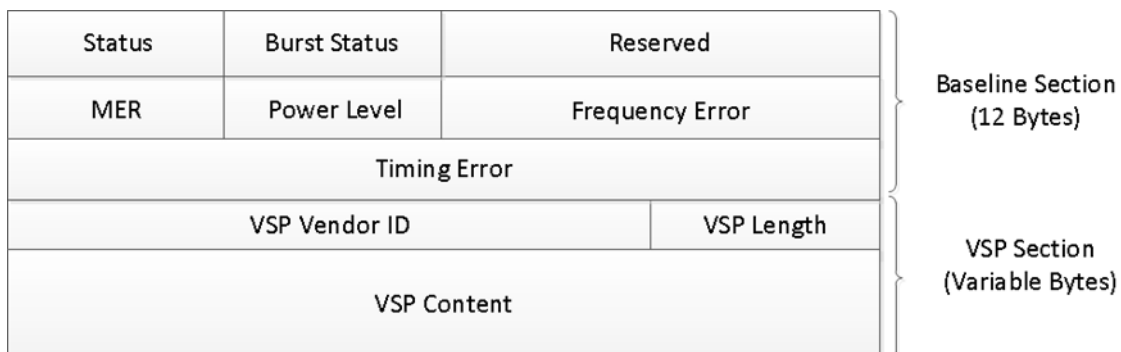 Status Burst Status Reserved
MER Power Level Frequency Error
Timing Error
Baseline Section
(12 Bytes)
VSP Vendor ID VSP Length
VSP Content
VSP Section
(Variable Bytes)